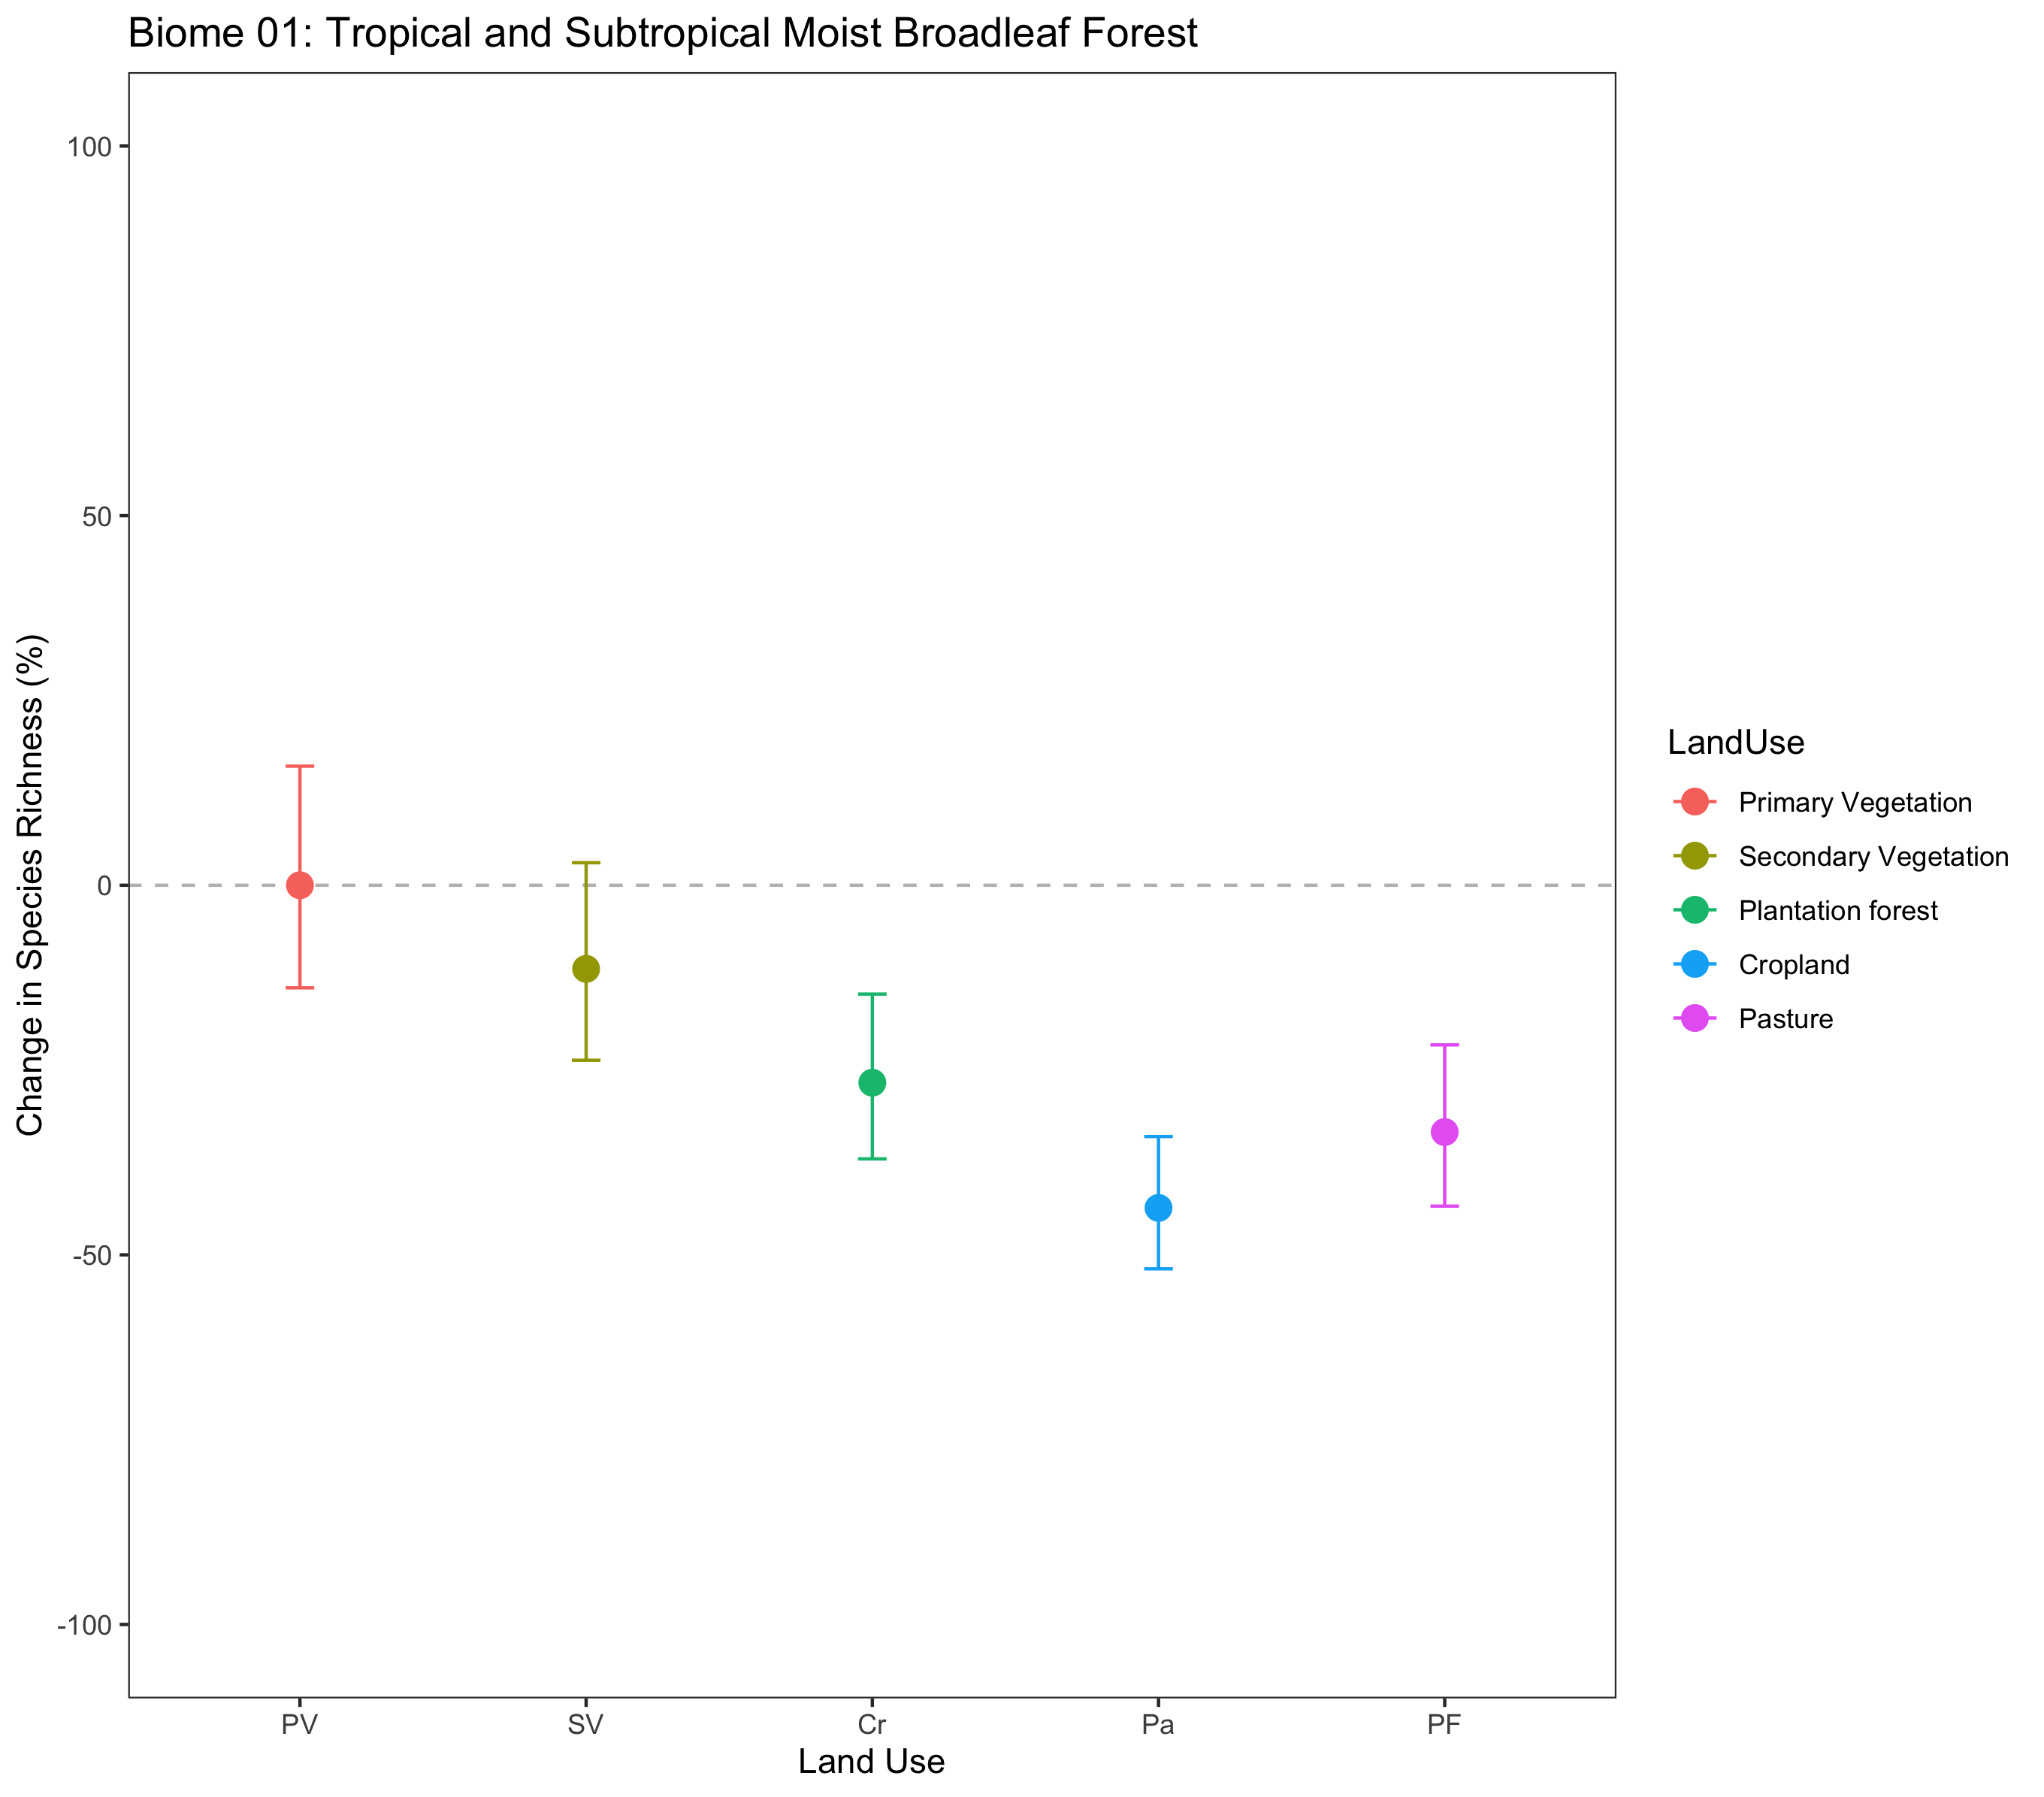 Biome 01: Tropical and Subtropical Moist Broadleaf Forest
Change in Species Richness (%)
100
50
0
-50
-100
PV SV Cr Pa PF
Land Use
LandUse
Primary Vegetation
Secondary Vegetation
Plantation forest
Cropland
Pasture